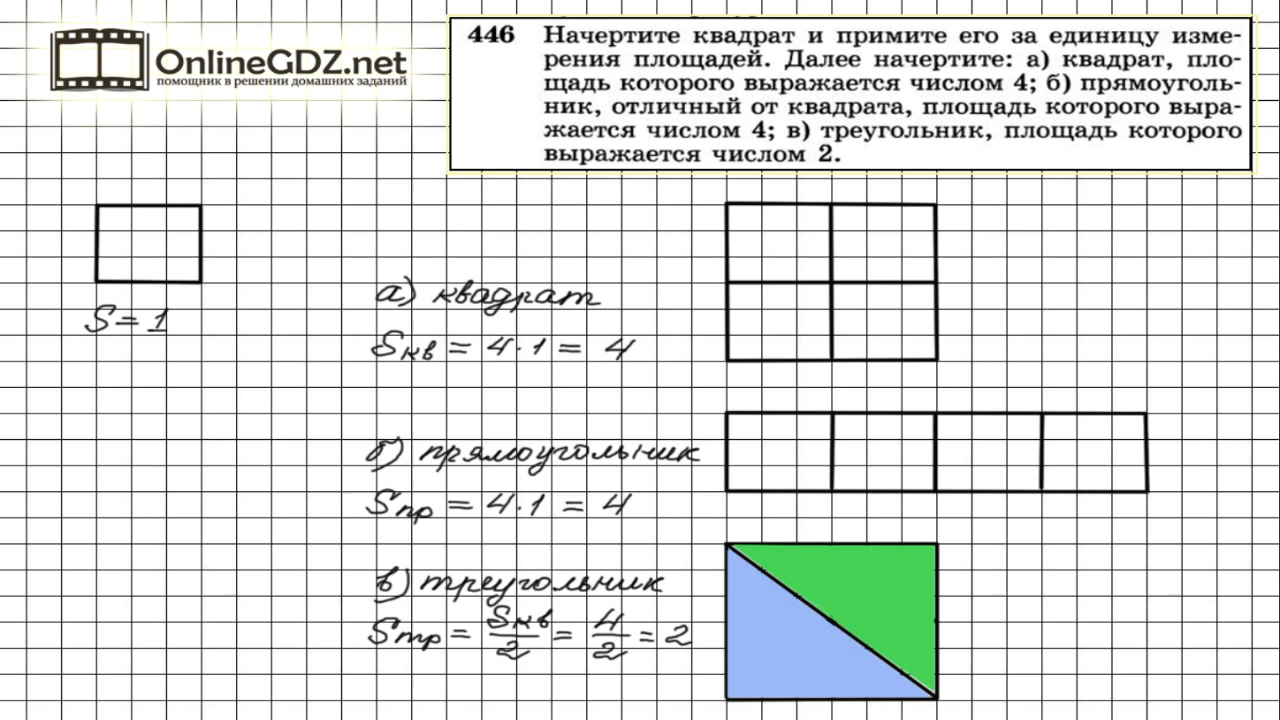 OnlineGDZ.net
помощник в решении домашних заданий
446 Начертите квадрат и примите его за единицу изме-
рения площадей. Далее начертите: а) квадрат, пло-
щадь которого выражается числом 4; б) прямоуголь-
ник, отличный от квадрата, площадь которого выра-
жается числом 4; в) треугольник, площадь которого
выражается числом 2.
S = 1
а) квадрат
Sкв = 4·1 = 4
б) прямоугольник
Sпр = 4·1 = 4
в) треугольник
Sтр = Sкв/2 = 4/2 = 2